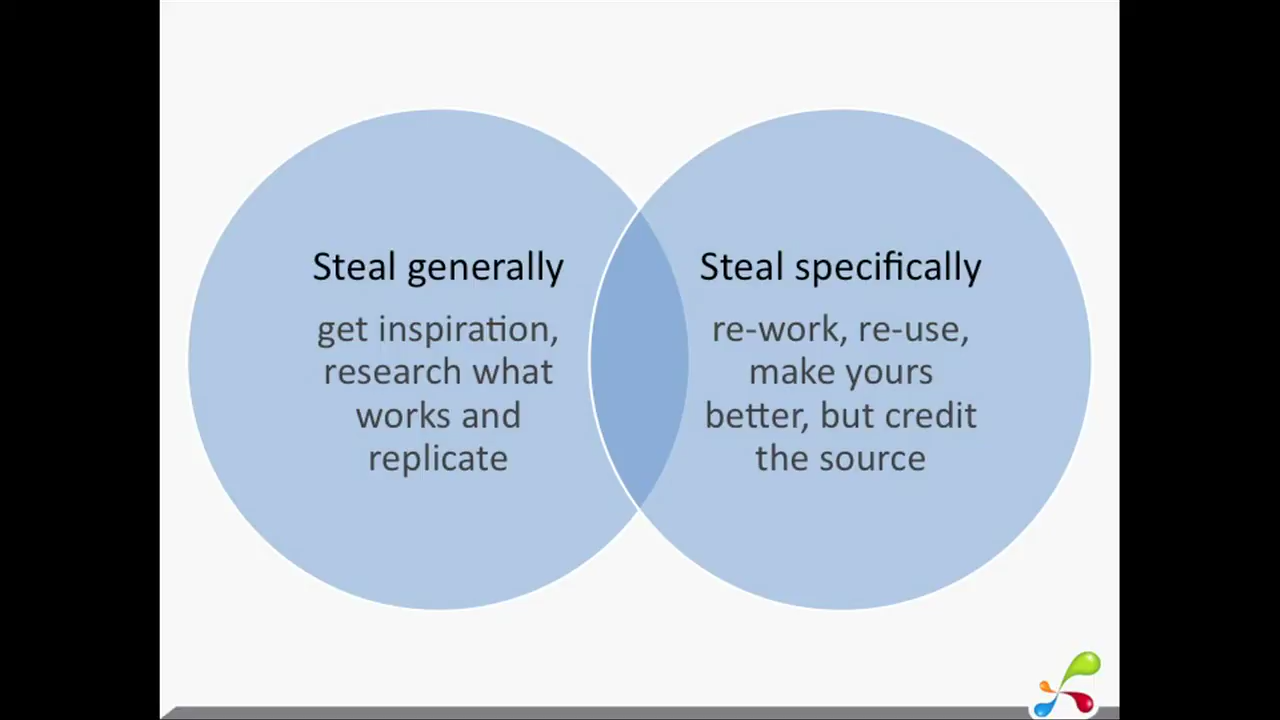 Steal generally
get inspiration,
research what
works and
replicate
Steal specifically
re-work, re-use,
make yours
better, but credit
the source